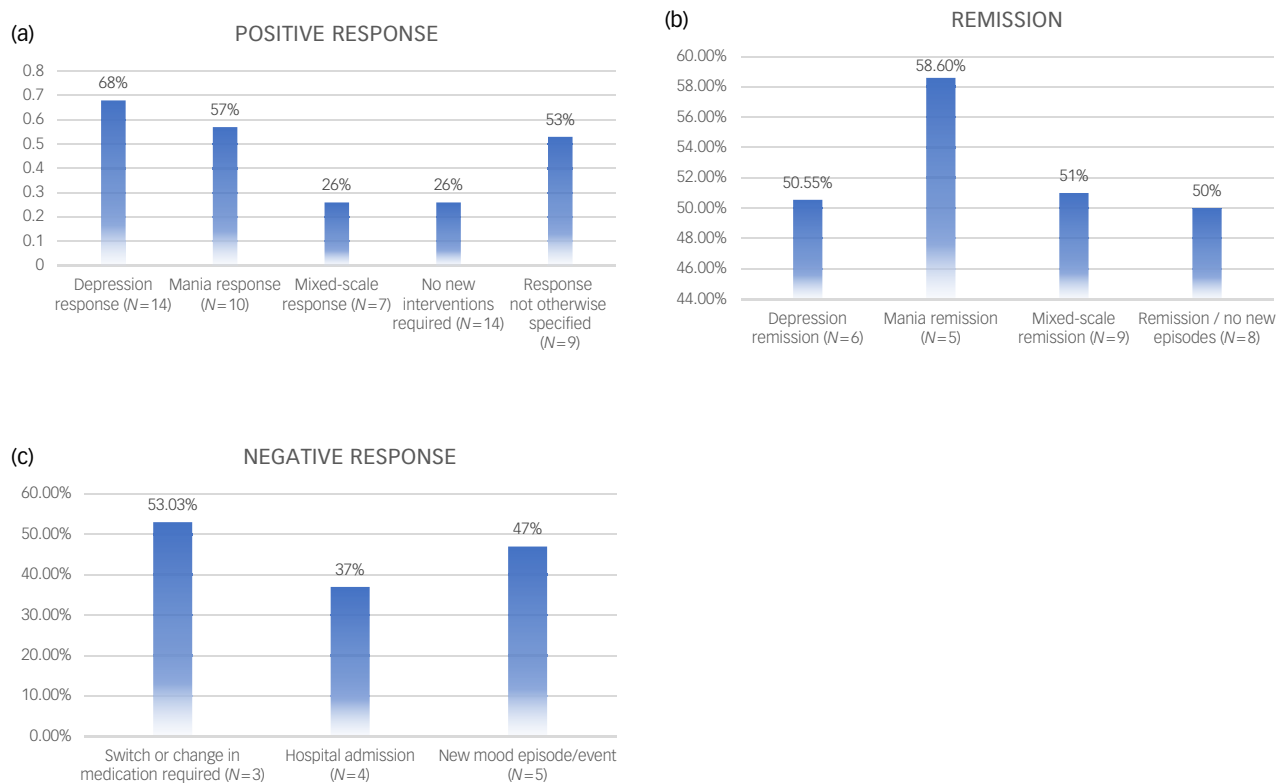 (a)
POSITIVE RESPONSE
0.8
0.7
0.6
0.5
0.4
0.3
0.2
0.1
0
68%
57%
26%
26%
53%
Depression
response (N=14)
Mania response
(N=10)
Mixed-scale
response (N=7)
No new
interventions
required (N=14)
Response
not otherwise
specified
(N=9)
(b)
REMISSION
60.00%
58.00%
56.00%
54.00%
52.00%
50.00%
48.00%
46.00%
44.00%
50.55%
58.60%
51%
50%
Depression
remission (N=6)
Mania remission
(N=5)
Mixed-scale
remission (N=9)
Remission / no new
episodes (N=8)
(c)
NEGATIVE RESPONSE
60.00%
50.00%
40.00%
30.00%
20.00%
10.00%
0.00%
53.03%
37%
47%
Switch or change in
medication required (N=3)
Hospital admission
(N=4)
New mood episode/event
(N=5)